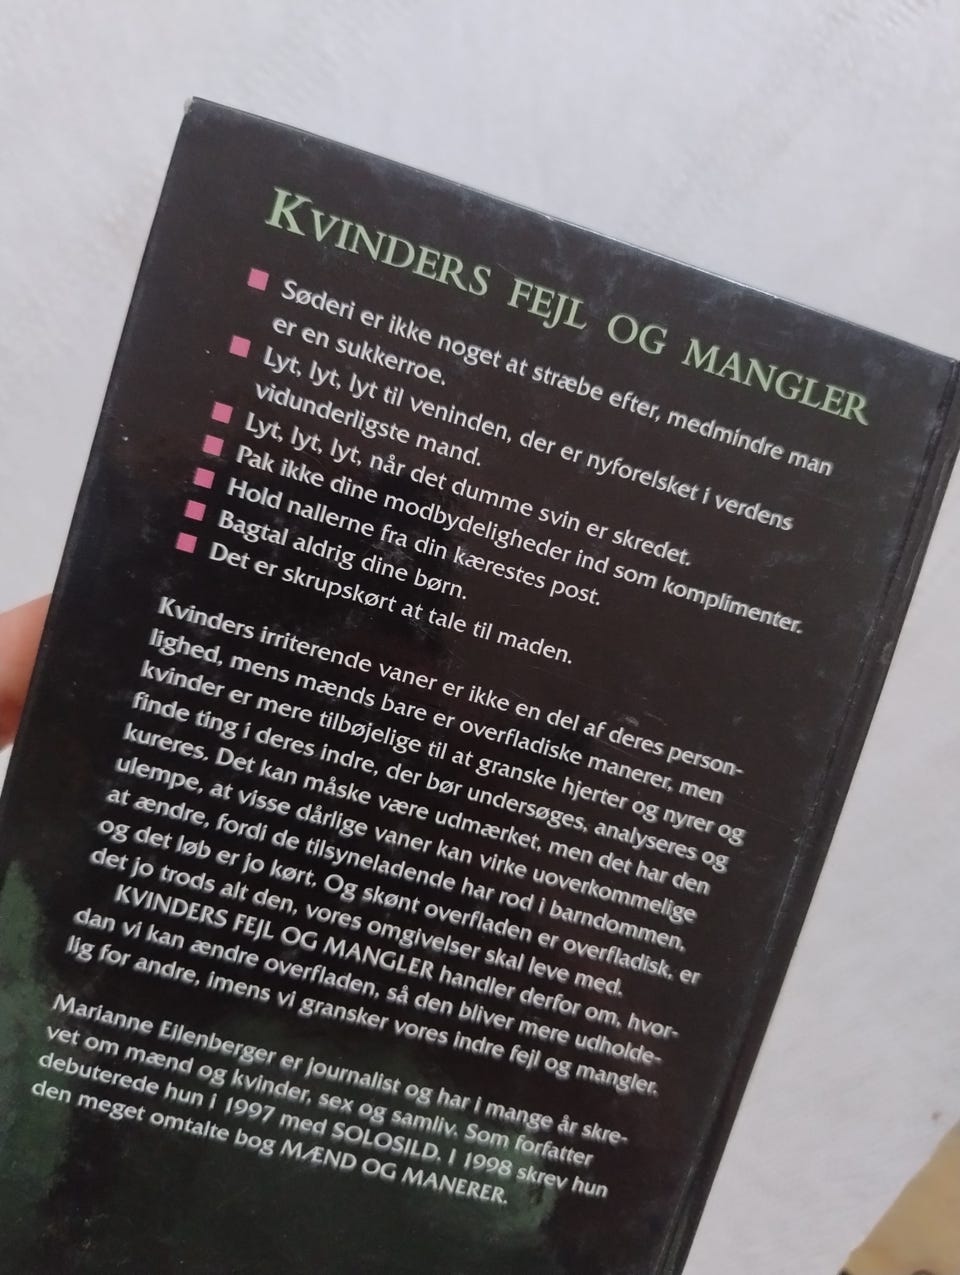 KVINDERS FEJL OG MANGLER
Søderi er ikke noget at stræbe efter, medmindre man
er en sukkerroe.
Lyt, lyt, lyt til veninden, der er nyforelsket i verdens
vidunderligste mand.
Lyt, lyt, lyt, når det dumme svin er skredet.
Pak ikke dine modbydeligheder ind som komplimenter.
Hold nallerne fra din kærestes post.
Bagtal aldrig dine børn.
Det er skrupskørt at tale til maden.
Kvinders irriterende vaner er ikke en del af deres person-
lighed, mens mænds bare er overfladiske manerer, men
kvinder er mere tilbøjelige til at granske hjerter og nyrer og
finde ting i deres indre, der bør undersøges, analyseres og
kureres. Det kan måske være udmærket, men det har den
ulempe, at visse dårlige vaner kan virke uoverkommelige
at ændre, fordi de tilsyneladende har rod i barndommen,
og det løb er jo kørt. Og skønt overfladen er overfladisk, er
det jo trods alt den, vores omgivelser skal leve med.
KVINDERS FEJL OG MANGLER handler derfor om, hvor-
dan vi kan ændre overfladen, så den bliver mere udholde-
lig for andre, imens vi gransker vores indre fejl og mangler.
Marianne Eilenberger er journalist og har i mange år skre-
vet om mænd og kvinder, sex og samliv. Som forfatter
debuterede hun i 1997 med SOLOSILD. I 1998 skrev hun
den meget omtalte bog MÆND OG MANERER.